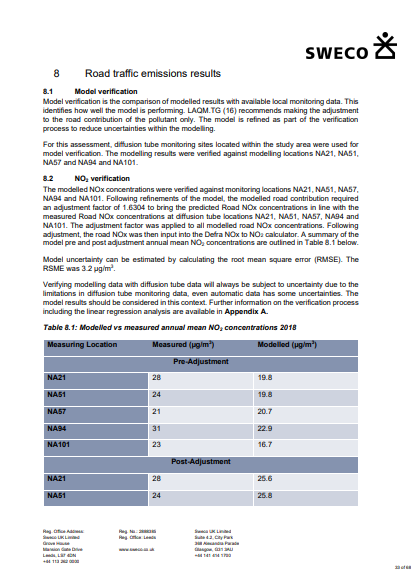 SWECO
8 Road traffic emissions results
8.1 Model verification
Model verification is the comparison of modelled results with available local monitoring data. This
identifies how well the model is performing. LAQM.TG (16) recommends making the adjustment
to the road contribution of the pollutant only. The model is refined as part of the verification
process to reduce uncertainties within the modelling.
For this assessment, diffusion tube monitoring sites located within the study area were used for
model verification. The modelling results were verified against modelling locations NA21, NA51,
NA57 and NA94 and NA101.
8.2 NO₂ verification
The modelled NOx concentrations were verified against monitoring locations NA21, NA51, NA57,
NA94 and NA101. Following refinements of the model, the modelled road contribution required
an adjustment factor of 1.6304 to bring the predicted Road NOx concentrations in line with the
measured Road NOx concentrations at diffusion tube locations NA21, NA51, NA57, NA94 and
NA101. The adjustment factor was applied to all modelled road NOx concentrations. Following
adjustment, the road NOx was then input into the Defra NOx to NO₂ calculator. A summary of the
model pre and post adjustment annual mean NO₂ concentrations are outlined in Table 8.1 below.
Model uncertainty can be estimated by calculating the root mean square error (RMSE). The
RSME was 3.2 µg/m³.
Verifying modelling data with diffusion tube data will always be subject to uncertainty due to the
limitations in diffusion tube monitoring data, even automatic data has some uncertainties. The
model results should be considered in this context. Further information on the verification process
including the linear regression analysis are available in Appendix A.
Table 8.1: Modelled vs measured annual mean NO₂ concentrations 2018
Measuring Location Measured (µg/m³) Modelled (µg/m³)
Pre-Adjustment
NA21 28 19.8
NA51 24 19.8
NA57 21 20.7
NA94 31 22.9
NA101 23 16.7
Post-Adjustment
NA21 28 25.6
NA51 24 25.8
Reg. Office Address: Reg. No.: 2888385 Sweco UK Limited
Sweco UK Limited Reg. Office: Leeds Suite 4.2, City Park
Grove House 368 Alexandra Parade
Mansion Gate Drive www.sweco.co.uk Glasgow, G31 3AU
Leeds, LS7 4DN +44 141 414 1700
+44 113 262 0000
33 of 68